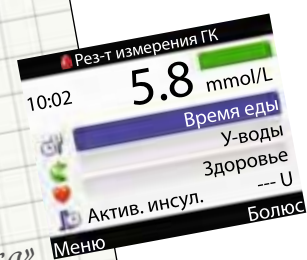 Рез-т измерения ГК
10:02
5.8 mmol/L
Время еды
У-воды
Здоровье
Актив. инсул. --- U
Меню Болюс